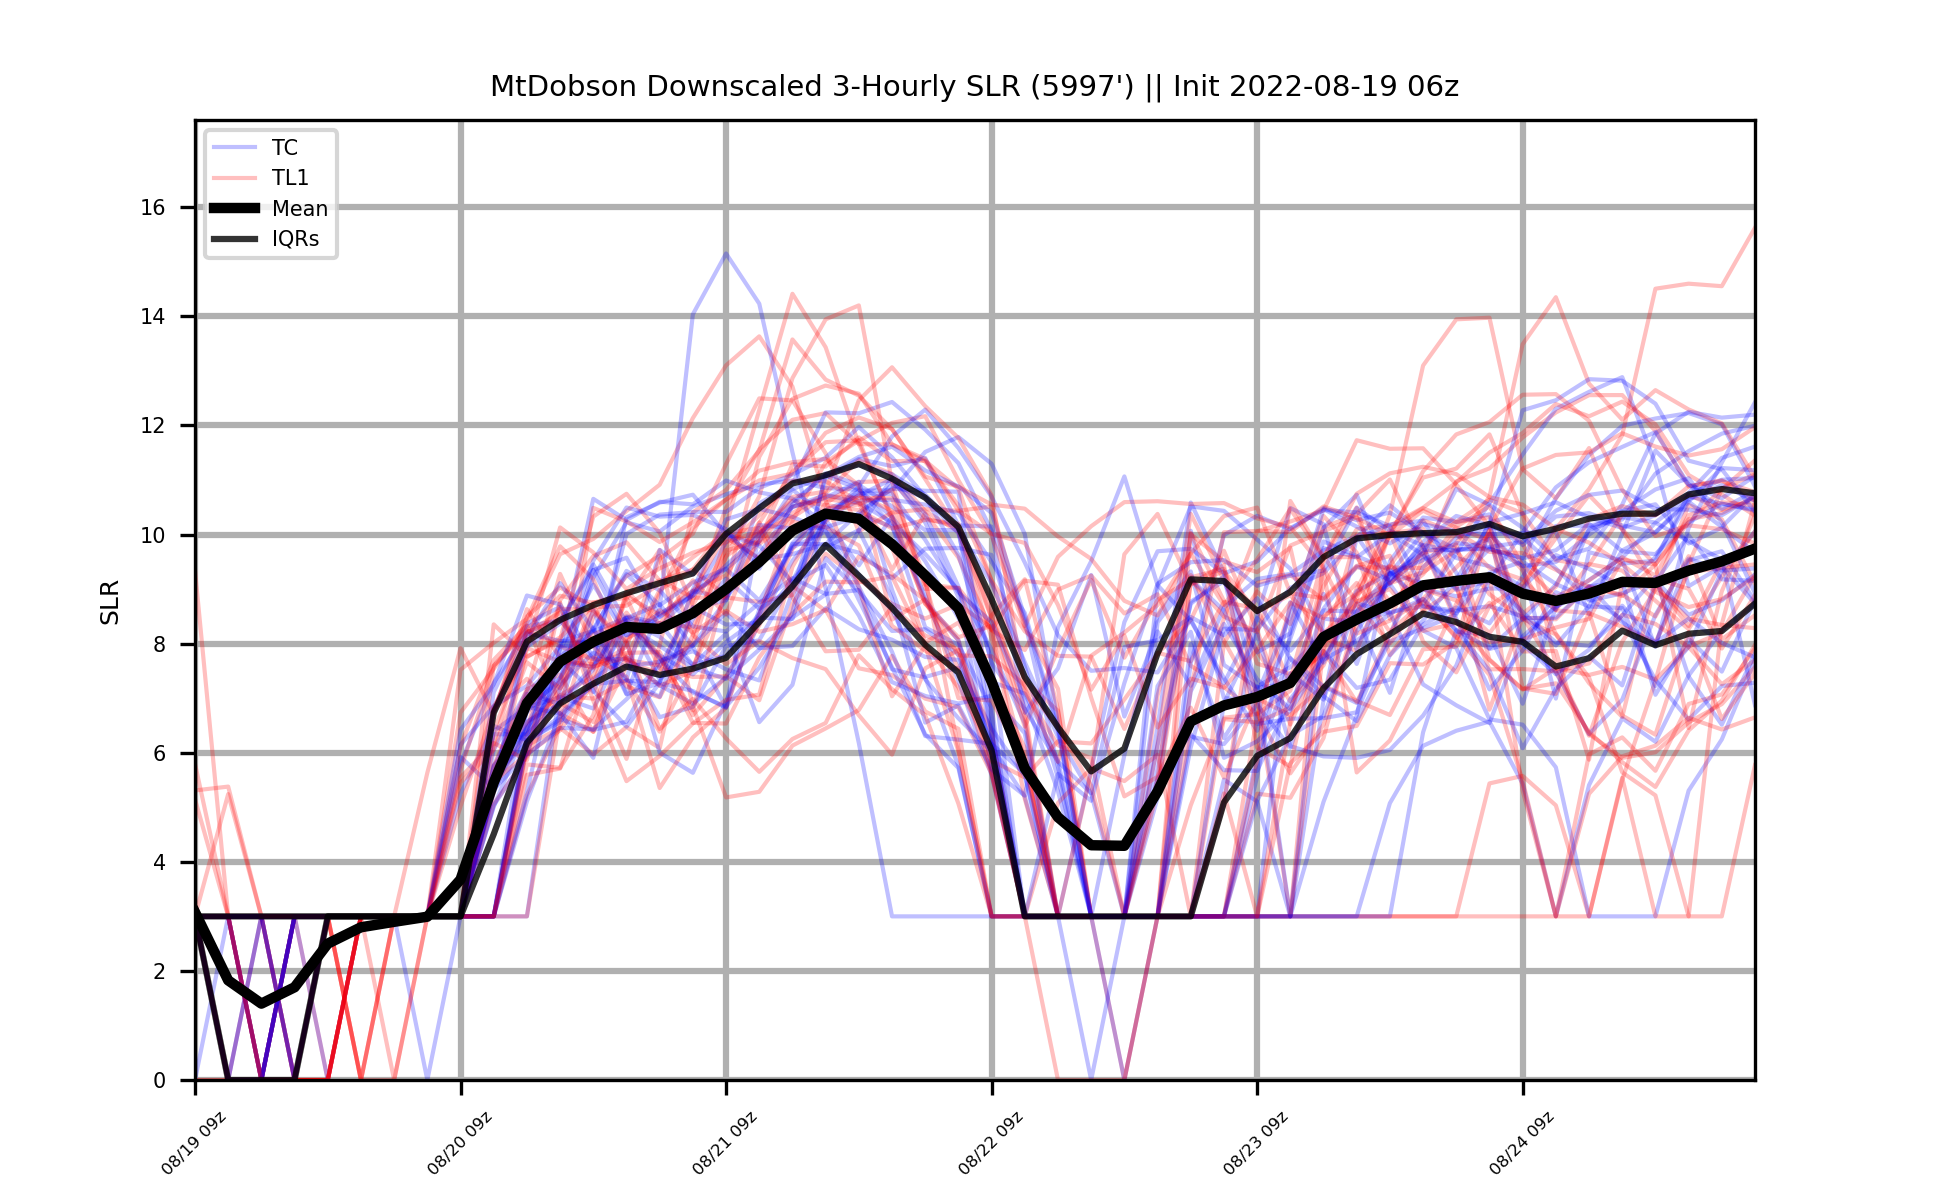 MtDobson Downscaled 3-Hourly SLR (5997') || Init 2022-08-19 06z
TC
TL1
Mean
IQRs
SLR
16
14
12
10
8
6
4
2
0
08/19 09z
08/20 09z
08/21 09z
08/22 09z
08/23 09z
08/24 09z